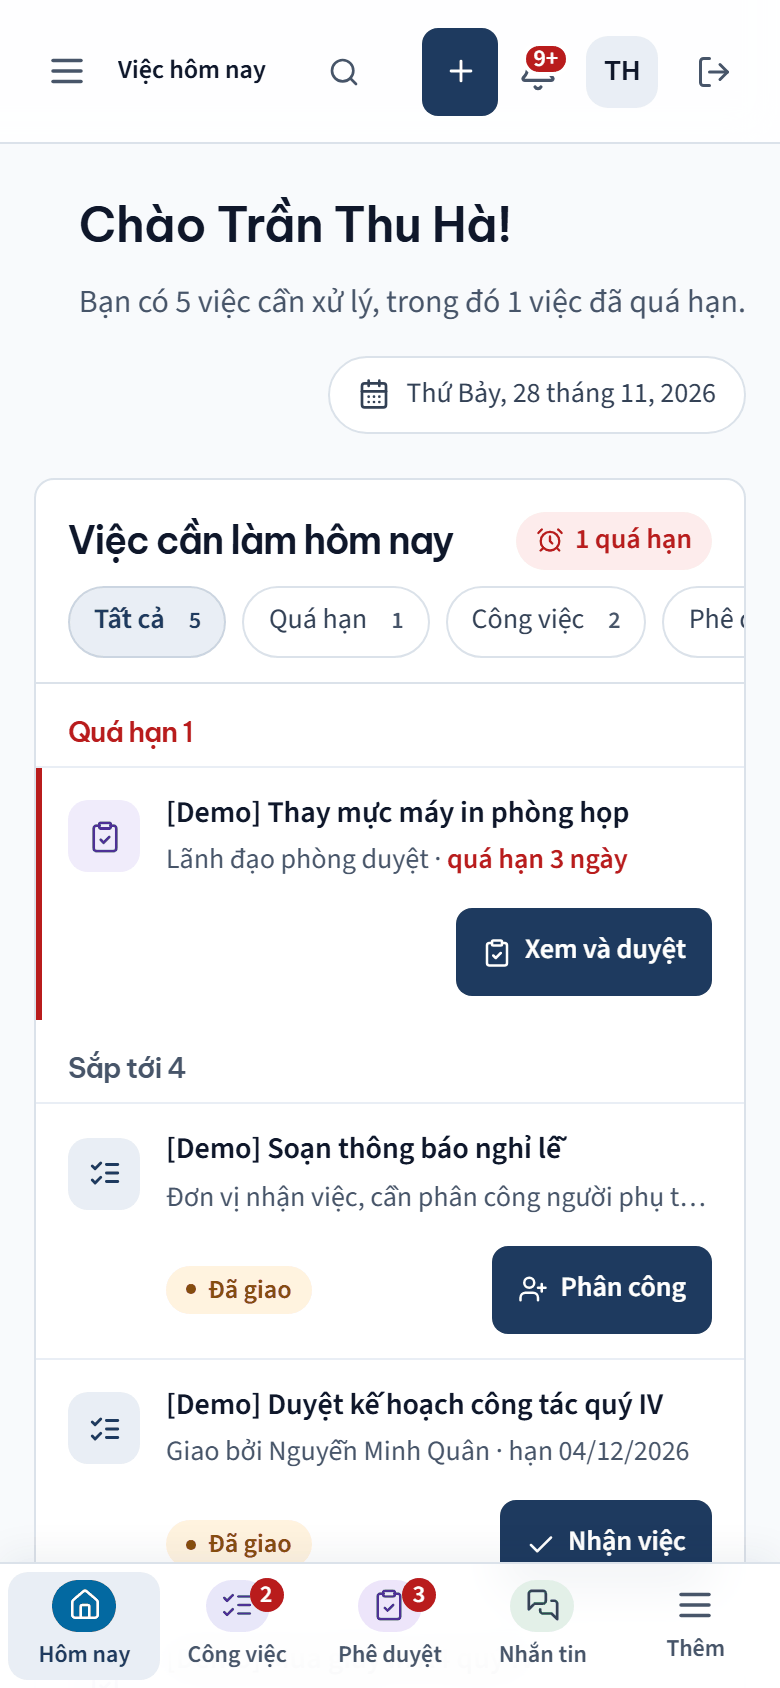 Việc hôm nay
9+
TH
Chào Trần Thu Hà!
Bạn có 5 việc cần xử lý, trong đó 1 việc đã quá hạn.
Thứ Bảy, 28 tháng 11, 2026
Việc cần làm hôm nay
1 quá hạn
Tất cả 5
Quá hạn 1
Công việc 2
Phê
Quá hạn 1
[Demo] Thay mực máy in phòng họp
Lãnh đạo phòng duyệt · quá hạn 3 ngày
Xem và duyệt
Sắp tới 4
[Demo] Soạn thông báo nghỉ lễ
Đơn vị nhận việc, cần phân công người phụ t…
Đã giao
Phân công
[Demo] Duyệt kế hoạch công tác quý IV
Giao bởi Nguyễn Minh Quân · hạn 04/12/2026
Đã giao
Nhận việc
2
3
Hôm nay
Công việc
Phê duyệt
Nhắn tin
Thêm